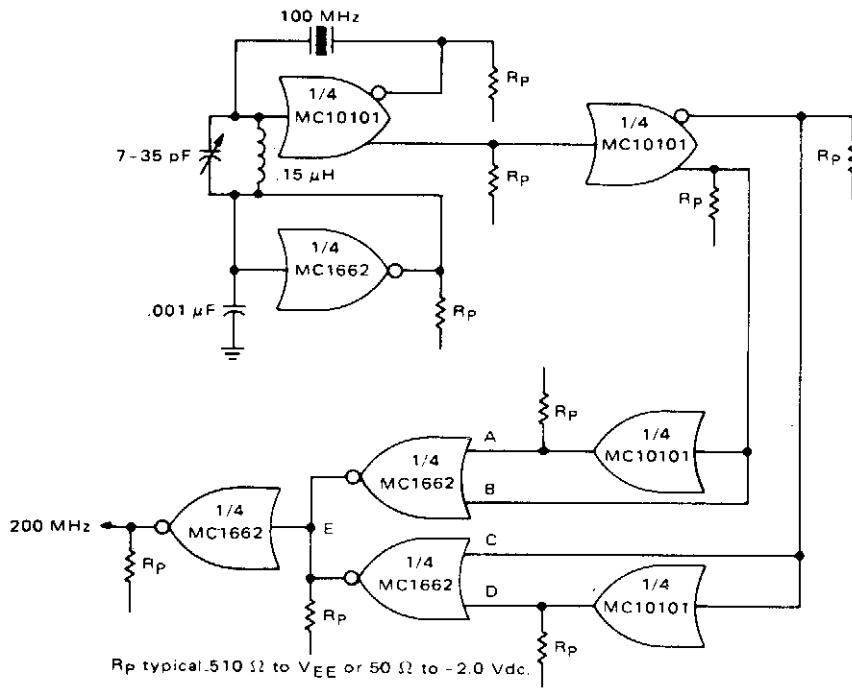 100 MHz
1/4
MC10101
RP
7-35 pF
.15 μH
RP
1/4
MC10101
RP
RP
1/4
MC1662
.001 μF
RP
RP
A
1/4
MC10101
1/4
MC1662
B
200 MHz
1/4
MC1662
E
C
1/4
MC1662
D
1/4
MC10101
RP
RP
RP
RP typical 510 Ω to VEE or 50 Ω to -2.0 Vdc.